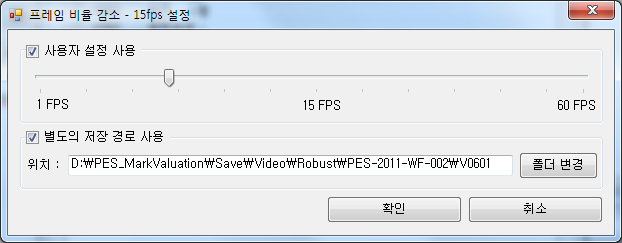 프레임 비율 감소 - 15fps 설정
사용자 설정 사용
1 FPS 15 FPS 60 FPS
별도의 저장 경로 사용
위치 : D:₩PES_MarkValuation₩Save₩Video₩Robust₩PES-2011-WF-002₩V0601 폴더 변경
확인 취소